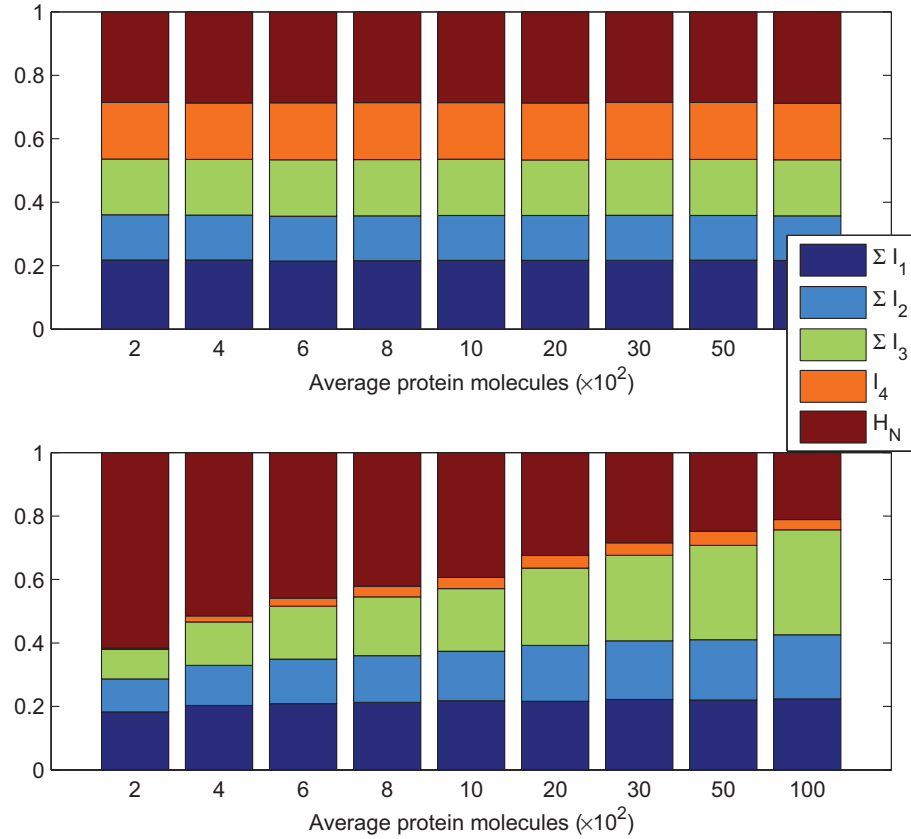 1
0.8
0.6
0.4
0.2
0
2 4 6 8 10 20 30 50
Average protein molecules (×10²)
Σ I₁
Σ I₂
Σ I₃
I₄
H_N
1
0.8
0.6
0.4
0.2
0
2 4 6 8 10 20 30 50 100
Average protein molecules (×10²)